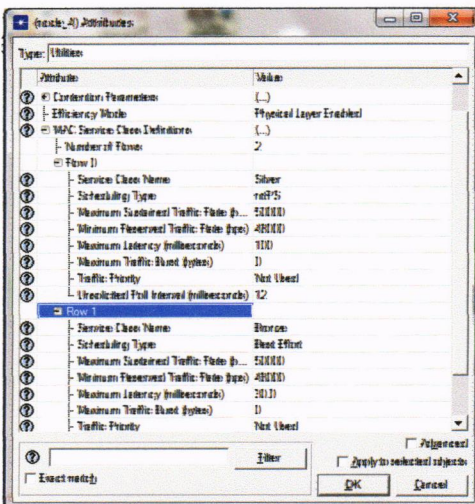 (node_4) Attributes
Type: Utilities
Attribute Value
Contention Parameters (...)
Efficiency Mode Physical Layer Enabled
MAC Service Class Definitions (...)
Number of Rows 2
Row 0
Service Class Name Silver
Scheduling Type rtPS
Maximum Sustained Traffic Rate (b...
Minimum Reserved Traffic Rate (bps)
Maximum Latency (milliseconds)
Maximum Traffic Burst (bytes) 0
Traffic Priority Not Used
Unsolicited Poll Interval (milliseconds)
Row 1
Service Class Name Bronze
Scheduling Type Best Effort
Maximum Sustained Traffic Rate (b...
Minimum Reserved Traffic Rate (bps)
Maximum Latency (milliseconds)
Maximum Traffic Burst (bytes) 0
Traffic Priority Not Used
Advanced
Filter
Apply to selected objects
Exact match
OK Cancel